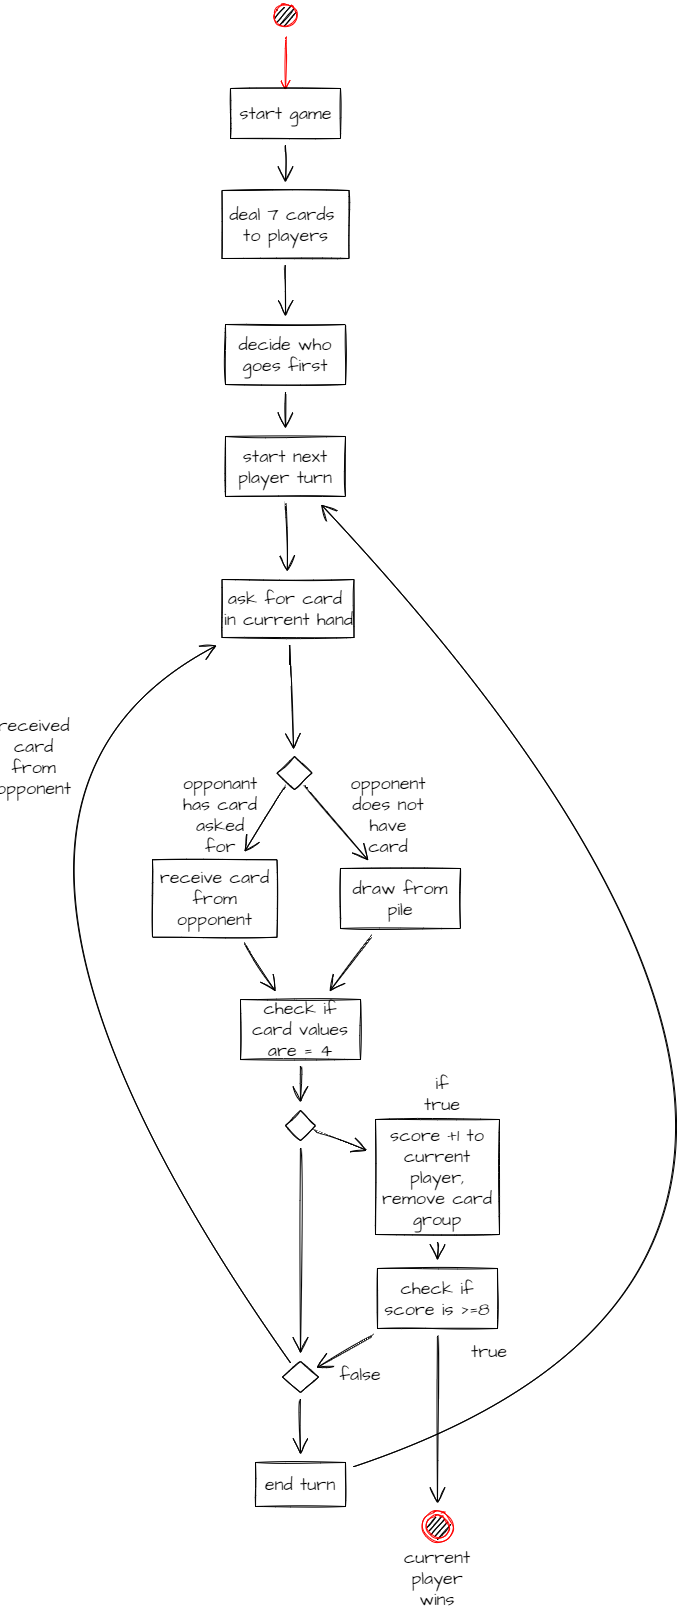 start game
deal 7 cards
to players
decide who
goes first
start next
player turn
ask for card
in current hand
received
card
from
opponent
opponant
has card
asked
for
opponent
does not
have
card
receive card
from
opponent
draw from
pile
check if
card values
are = 4
if
true
score +1 to
current
player,
remove card
group
check if
score is >=8
true
false
end turn
current
player
wins